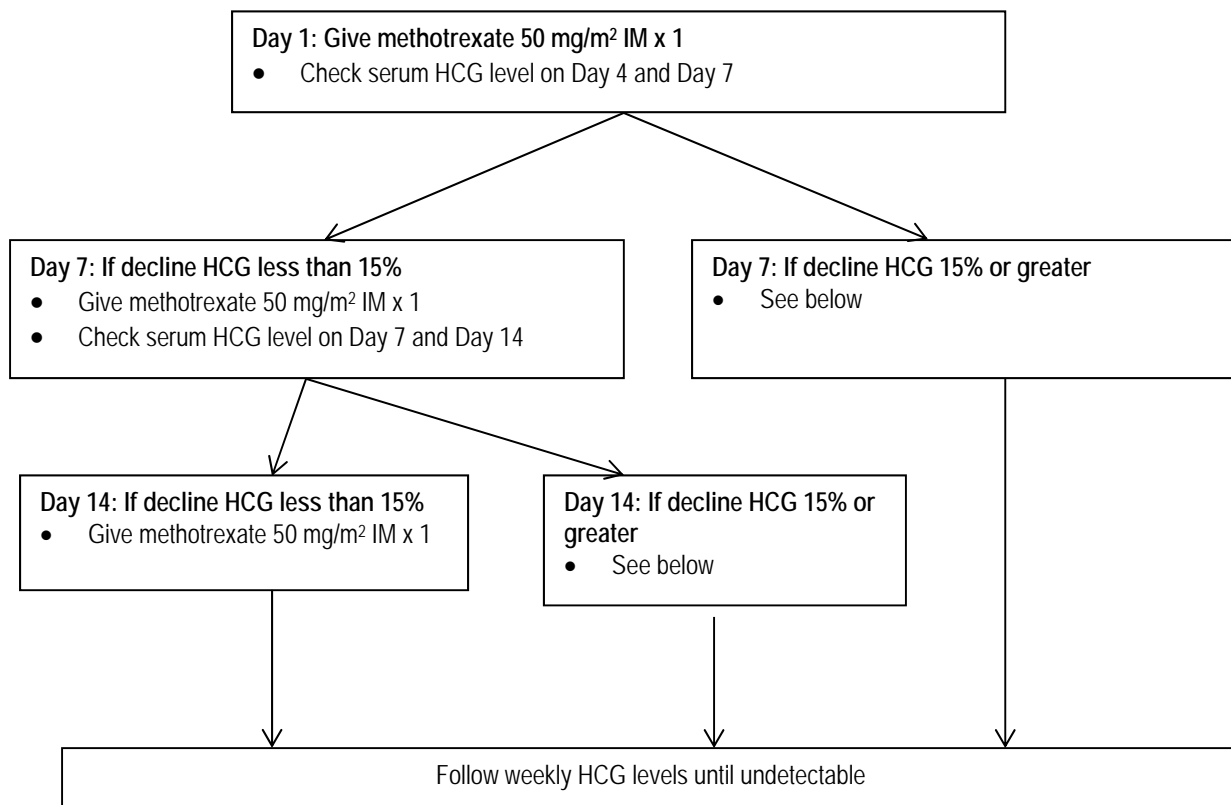 Day 1: Give methotrexate 50 mg/m² IM x 1
• Check serum HCG level on Day 4 and Day 7
Day 7: If decline HCG less than 15%
• Give methotrexate 50 mg/m² IM x 1
• Check serum HCG level on Day 7 and Day 14
Day 7: If decline HCG 15% or greater
• See below
Day 14: If decline HCG less than 15%
• Give methotrexate 50 mg/m² IM x 1
Day 14: If decline HCG 15% or
greater
• See below
Follow weekly HCG levels until undetectable